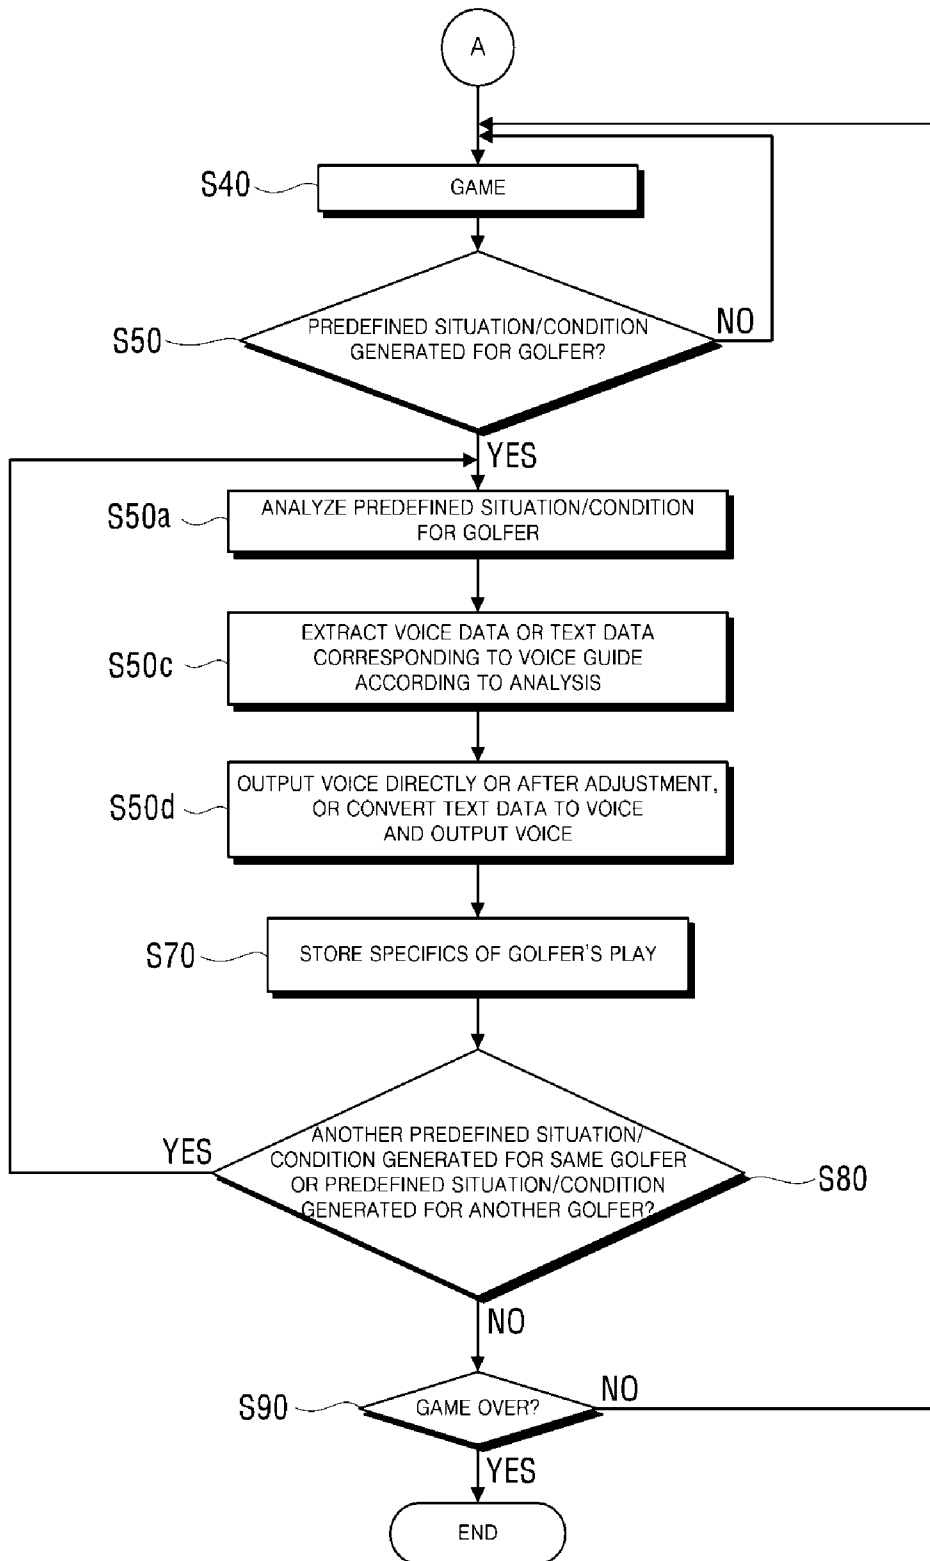 A
S40
GAME
S50
PREDEFINED SITUATION/CONDITION
GENERATED FOR GOLFER?
NO
YES
S50a
ANALYZE PREDEFINED SITUATION/CONDITION
FOR GOLFER
S50c
EXTRACT VOICE DATA OR TEXT DATA
CORRESPONDING TO VOICE GUIDE
ACCORDING TO ANALYSIS
S50d
OUTPUT VOICE DIRECTLY OR AFTER ADJUSTMENT,
OR CONVERT TEXT DATA TO VOICE
AND OUTPUT VOICE
S70
STORE SPECIFICS OF GOLFER'S PLAY
YES
ANOTHER PREDEFINED SITUATION/
CONDITION GENERATED FOR SAME GOLFER
OR PREDEFINED SITUATION/CONDITION
GENERATED FOR ANOTHER GOLFER?
S80
NO
S90
GAME OVER?
NO
YES
END